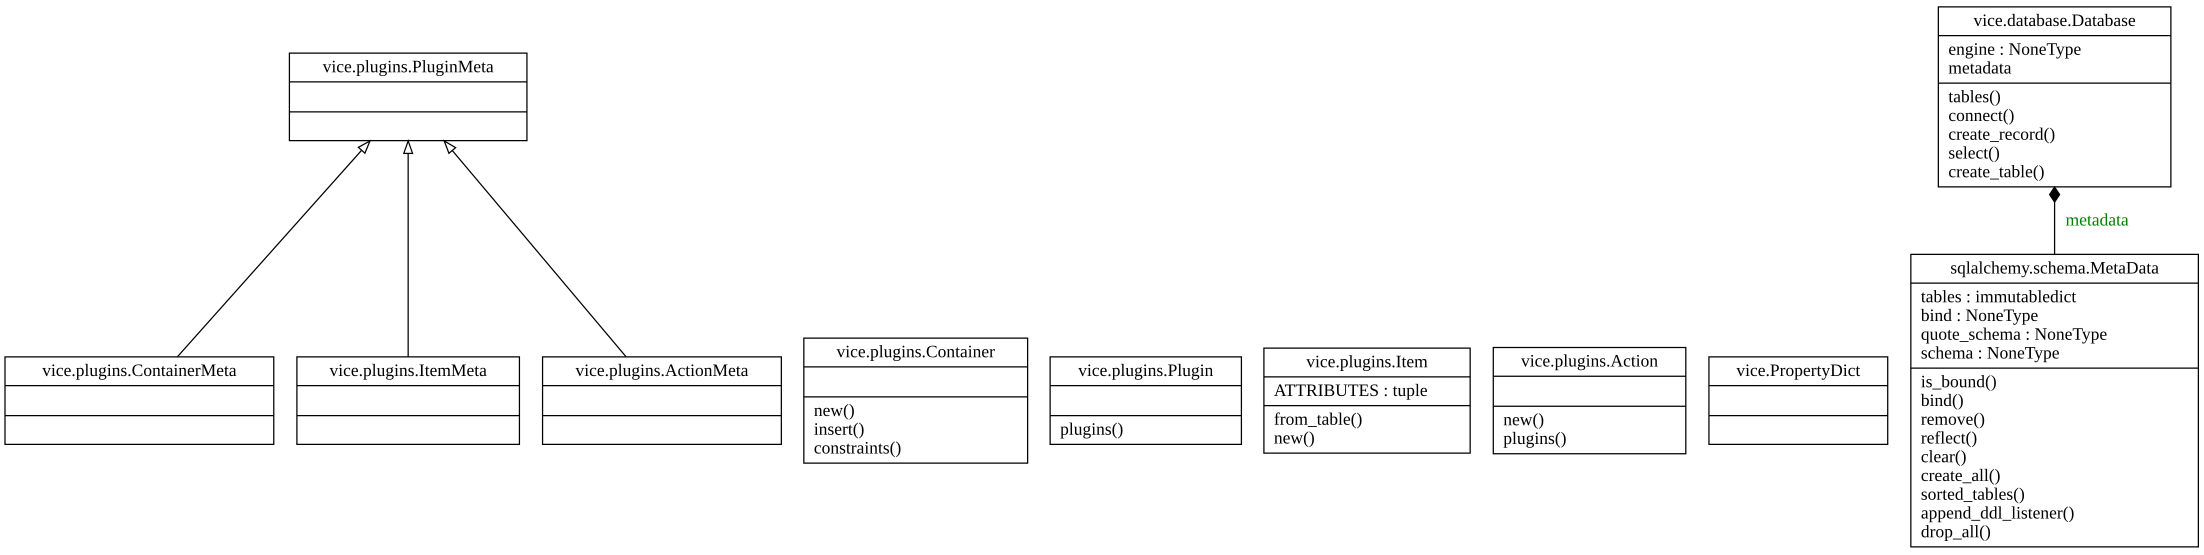 vice.plugins.PluginMeta
vice.database.Database
engine : NoneType
metadata
tables()
connect()
create_record()
select()
create_table()
metadata
vice.plugins.ContainerMeta
vice.plugins.ItemMeta
vice.plugins.ActionMeta
vice.plugins.Container
new()
insert()
constraints()
vice.plugins.Plugin
plugins()
vice.plugins.Item
ATTRIBUTES : tuple
from_table()
new()
vice.plugins.Action
new()
plugins()
vice.PropertyDict
sqlalchemy.schema.MetaData
tables : immutabledict
bind : NoneType
quote_schema : NoneType
schema : NoneType
is_bound()
bind()
remove()
reflect()
clear()
create_all()
sorted_tables()
append_ddl_listener()
drop_all()